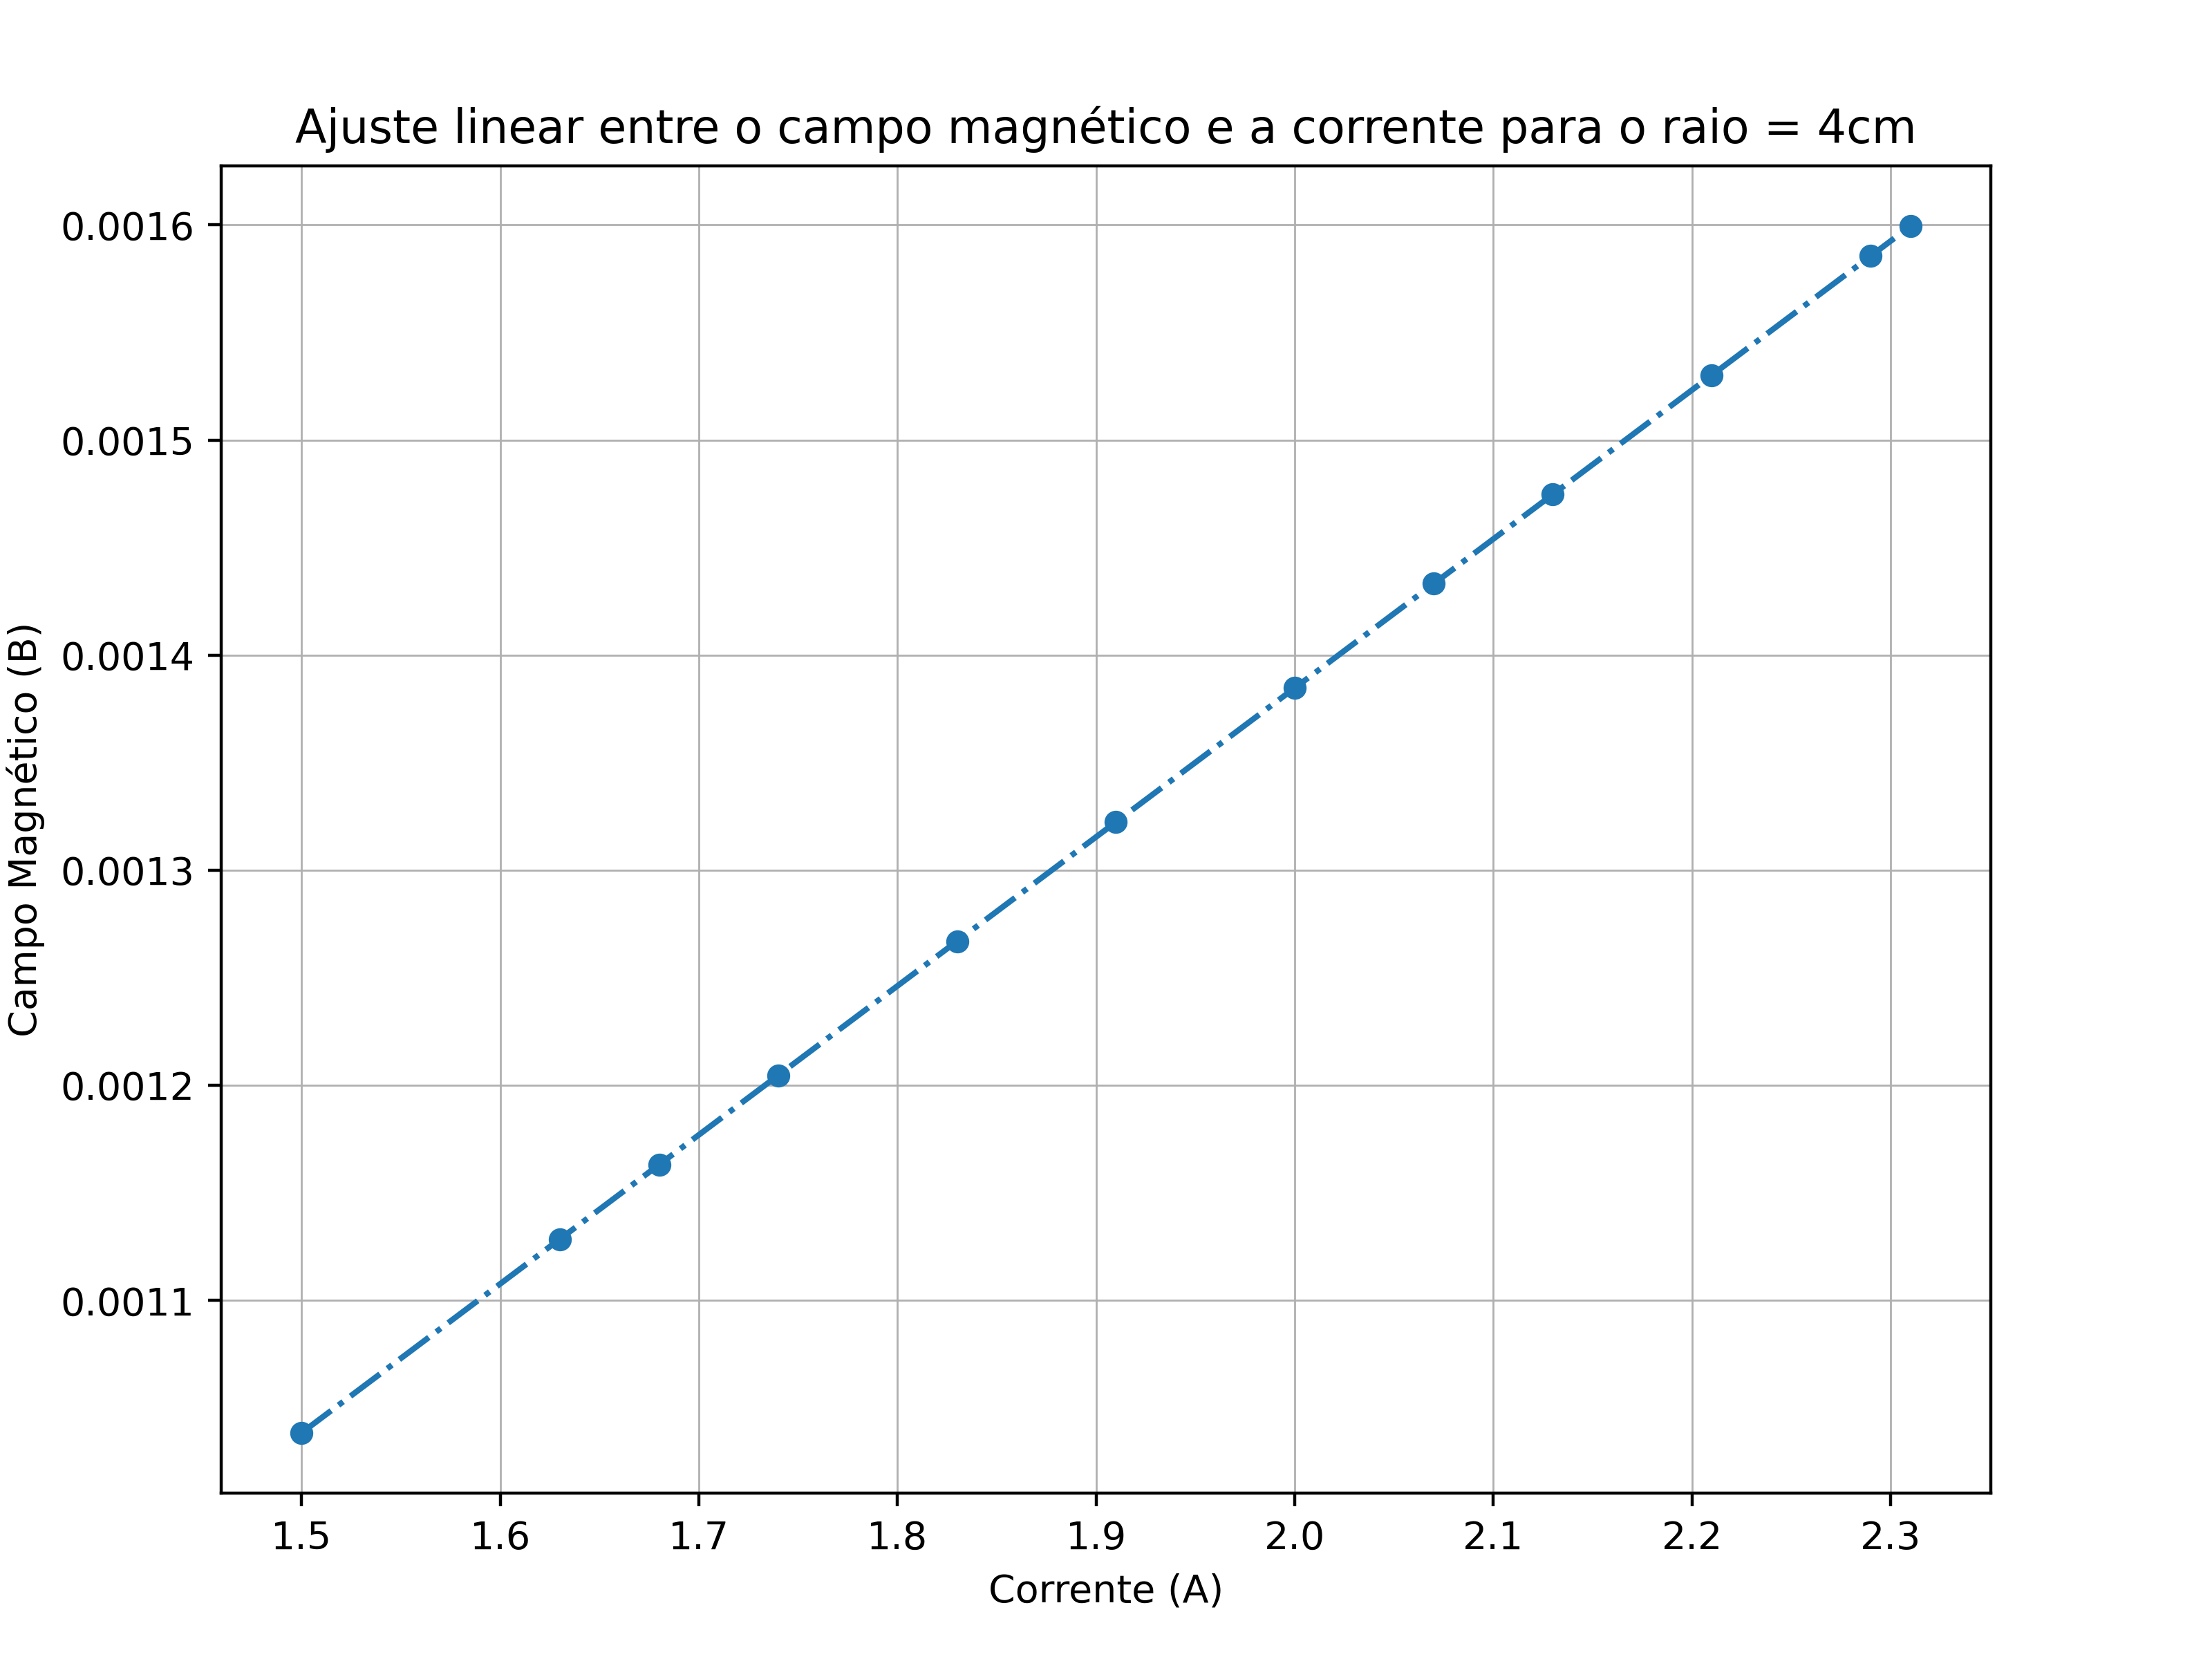 Ajuste linear entre o campo magnético e a corrente para o raio = 4cm
0.0016
0.0015
0.0014
0.0013
0.0012
0.0011
Campo Magnético (B)
1.5 1.6 1.7 1.8 1.9 2.0 2.1 2.2 2.3
Corrente (A)